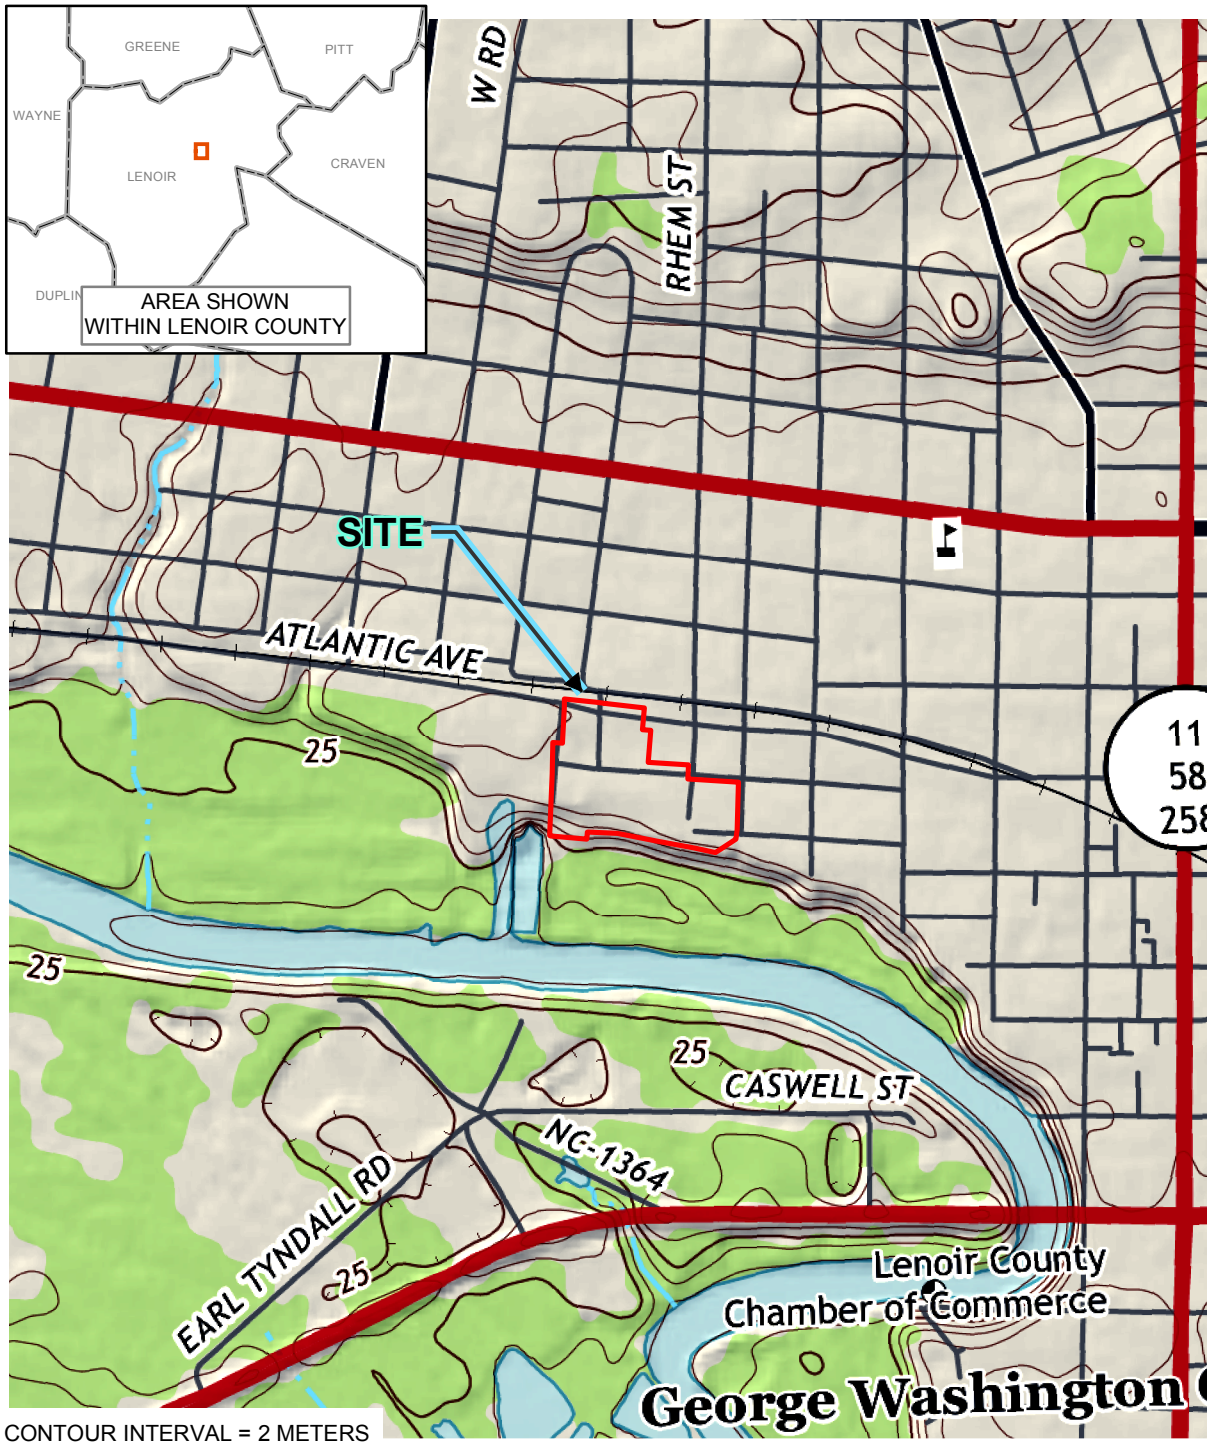 GREENE
PITT
WAYNE
LENOIR
CRAVEN
DUPLIN
AREA SHOWN
WITHIN LENOIR COUNTY
W RD
RHEM ST
SITE
ATLANTIC AVE
25
11
58
258
25
25
CASWELL ST
NC-1364
EARL TYNDALL RD
25
Lenoir County
Chamber of Commerce
George Washington
CONTOUR INTERVAL = 2 METERS